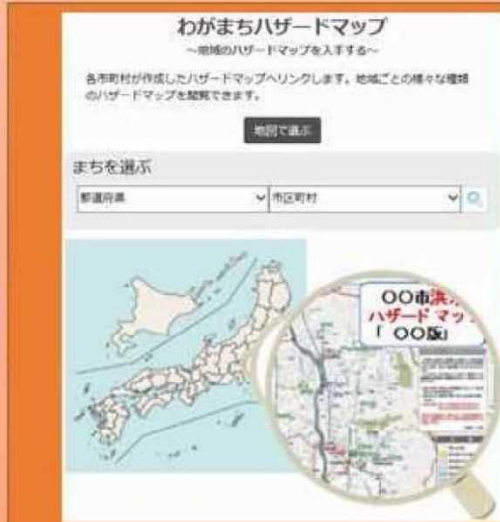 わがまちハザードマップ
～地域のハザードマップを入手する～
各市町村が作成したハザードマップへリンクします。地域ごとの様々な種類
のハザードマップを閲覧できます。
地図で選ぶ
まちを選ぶ
都道府県
市区町村
〇〇市洪水
ハザードマップ
「 〇〇版」